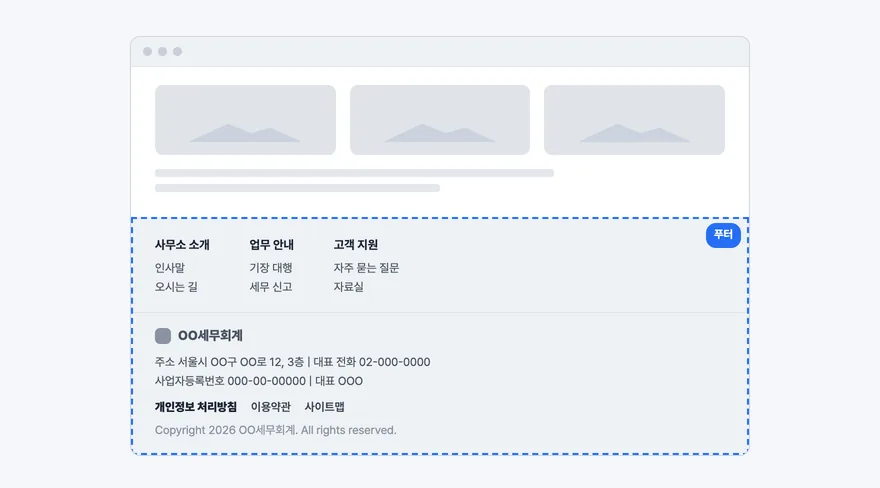 푸터
사무소 소개 업무 안내 고객 지원
인사말 기장 대행 자주 묻는 질문
오시는 길 세무 신고 자료실
OO세무회계
주소 서울시 OO구 OO로 12, 3층 | 대표 전화 02-000-0000
사업자등록번호 000-00-00000 | 대표 OOO
개인정보 처리방침 이용약관 사이트맵
Copyright 2026 OO세무회계. All rights reserved.